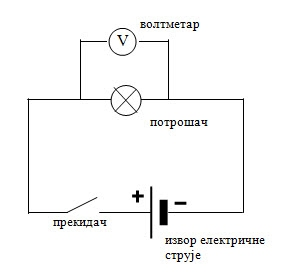 волтметар
V
потрошач
+ −
прекидач
извор електричне
струје